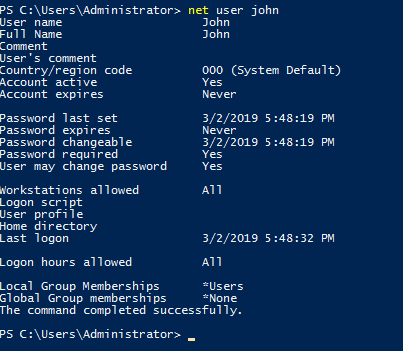 PS C:\Users\Administrator> net user john
User name John
Full Name John
Comment
User's comment
Country/region code 000 (System Default)
Account active Yes
Account expires Never
Password last set 3/2/2019 5:48:19 PM
Password expires Never
Password changeable 3/2/2019 5:48:19 PM
Password required Yes
User may change password Yes
Workstations allowed All
Logon script
User profile
Home directory
Last logon 3/2/2019 5:48:32 PM
Logon hours allowed All
Local Group Memberships *Users
Global Group memberships *None
The command completed successfully.
PS C:\Users\Administrator> _